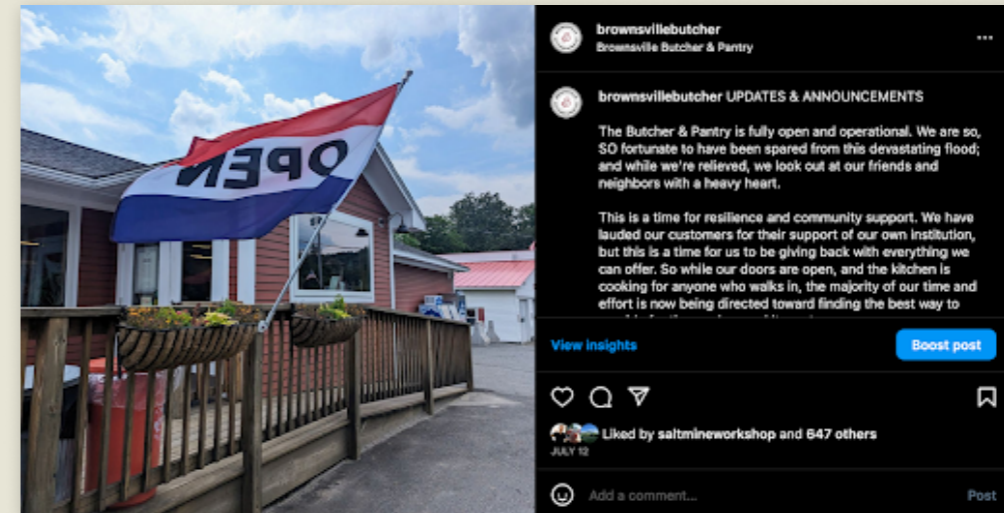 OPEN
brownsvillebutcher
Brownsville Butcher & Pantry
brownsvillebutcher UPDATES & ANNOUNCEMENTS
The Butcher & Pantry is fully open and operational. We are so,
SO fortunate to have been spared from this devastating flood;
and while we're relieved, we look out at our friends and
neighbors with a heavy heart.
This is a time for resilience and community support. We have
lauded our customers for their support of our own institution,
but this is a time for us to be giving back with everything we
can offer. So while our doors are open, and the kitchen is
cooking for anyone who walks in, the majority of our time and
effort is now being directed toward finding the best way to
View insights
Boost post
Liked by saltmineworkshop and 647 others
JULY 12
Add a comment...
Post